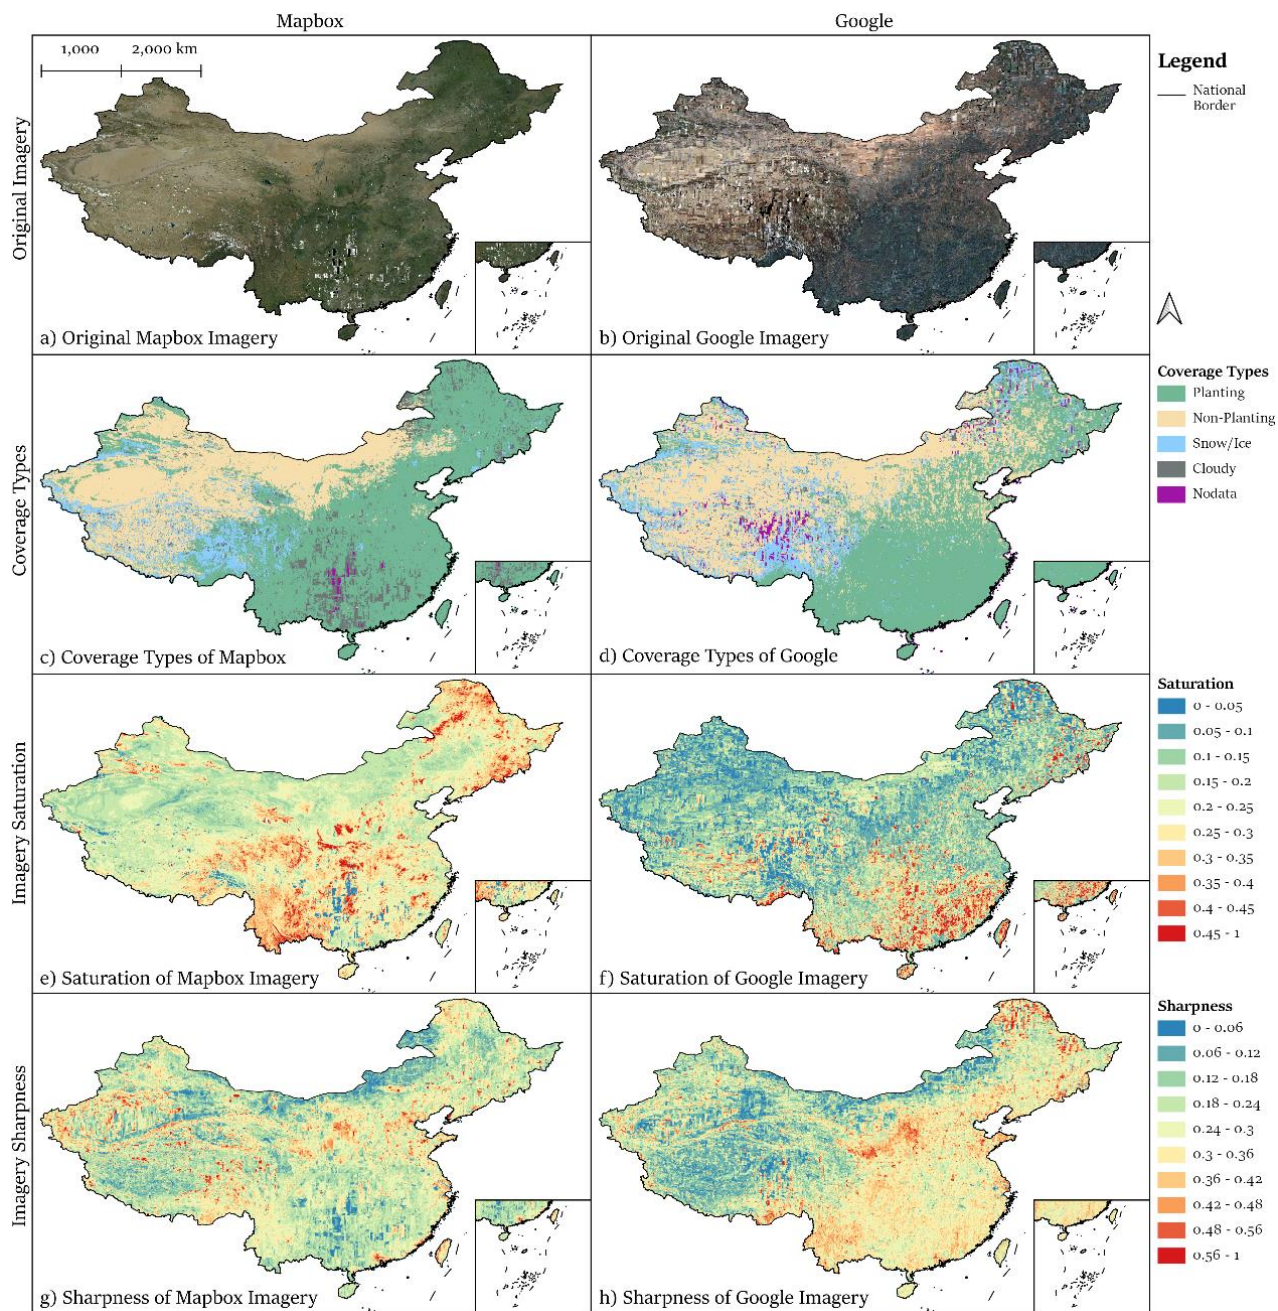 Mapbox
Google
1,000
2,000 km
Original Imagery
a) Original Mapbox Imagery
b) Original Google Imagery
Legend
National
Border
Coverage Types
c) Coverage Types of Mapbox
d) Coverage Types of Google
Coverage Types
Planting
Non-Planting
Snow/Ice
Cloudy
Nodata
Imagery Saturation
e) Saturation of Mapbox Imagery
f) Saturation of Google Imagery
Saturation
0 - 0.05
0.05 - 0.1
0.1 - 0.15
0.15 - 0.2
0.2 - 0.25
0.25 - 0.3
0.3 - 0.35
0.35 - 0.4
0.4 - 0.45
0.45 - 1
Imagery Sharpness
g) Sharpness of Mapbox Imagery
h) Sharpness of Google Imagery
Sharpness
0 - 0.06
0.06 - 0.12
0.12 - 0.18
0.18 - 0.24
0.24 - 0.3
0.3 - 0.36
0.36 - 0.42
0.42 - 0.48
0.48 - 0.56
0.56 - 1